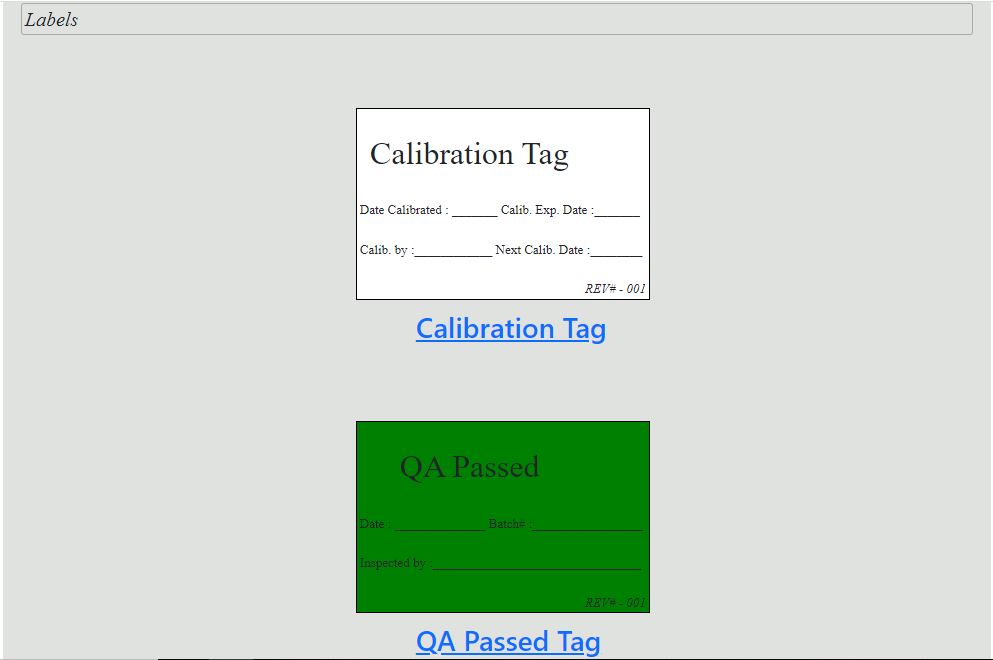 Labels
Calibration Tag
Date Calibrated : _______ Calib. Exp. Date :_______
Calib. by :____________ Next Calib. Date :________
REV# - 001
Calibration Tag
QA Passed
Date : ______________ Batch# :_________________
Inspected by :________________________________
REV# - 001
QA Passed Tag